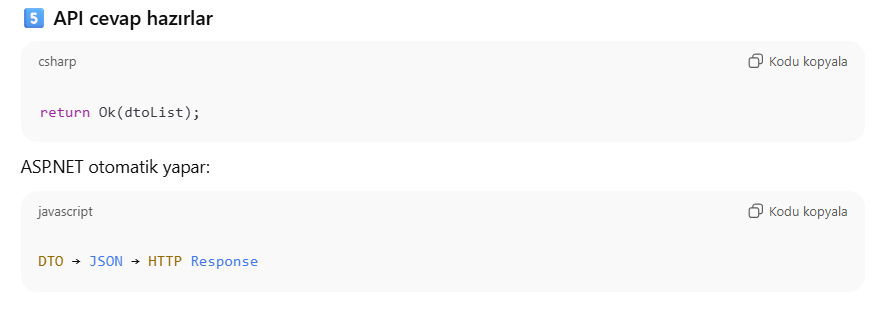 5 API cevap hazırlar
csharp Kodu kopyala
return Ok(dtoList);
ASP.NET otomatik yapar:
javascript Kodu kopyala
DTO → JSON → HTTP Response